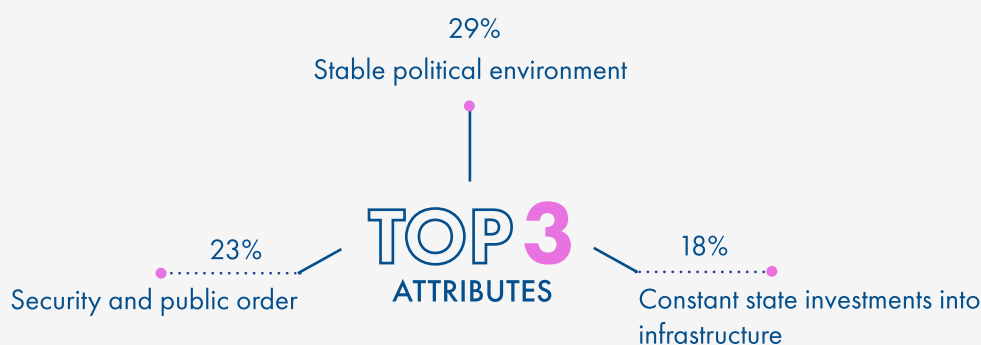 29%
Stable political environment
TOP 3
ATTRIBUTES
23%
Security and public order
18%
Constant state investments into
infrastructure